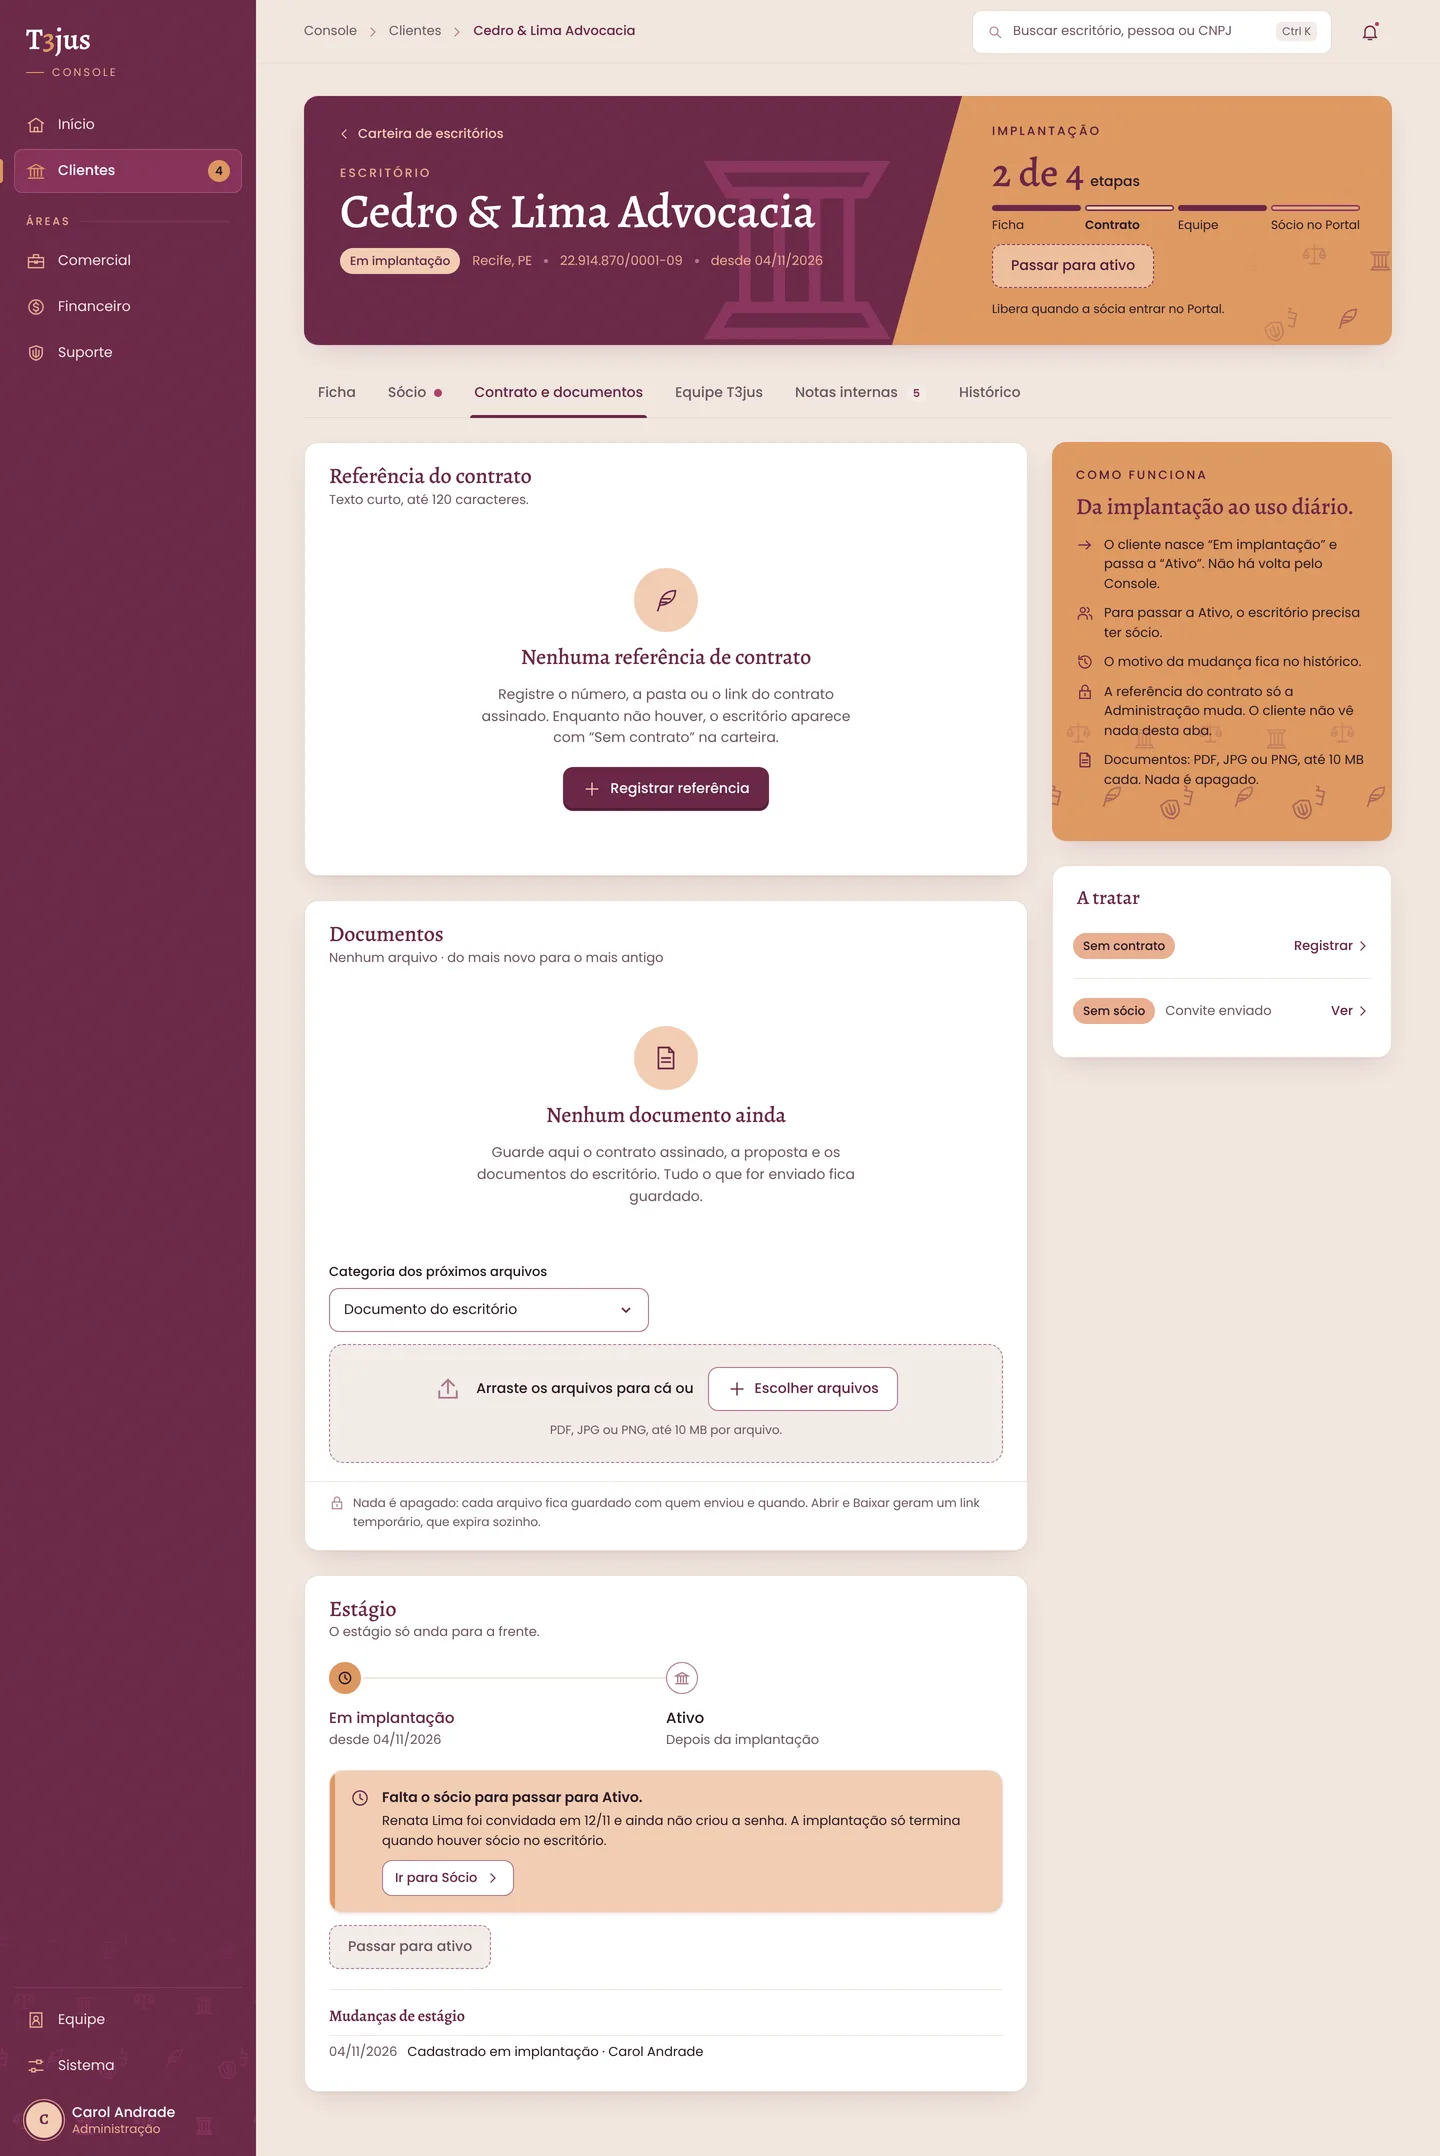 T3jus
CONSOLE
Início
Clientes 4
ÁREAS
Comercial
Financeiro
Suporte
Equipe
Sistema
C
Carol Andrade
Administração
Console > Clientes > Cedro & Lima Advocacia
Buscar escritório, pessoa ou CNPJ Ctrl K
Carteira de escritórios
ESCRITÓRIO
Cedro & Lima Advocacia
Em implantação Recife, PE • 22.914.870/0001-09 • desde 04/11/2026
IMPLANTAÇÃO
2 de 4 etapas
Ficha Contrato Equipe Sócio no Portal
Passar para ativo
Libera quando a sócia entrar no Portal.
Ficha Sócio Contrato e documentos Equipe T3jus Notas internas 5 Histórico
Referência do contrato
Texto curto, até 120 caracteres.
Nenhuma referência de contrato
Registre o número, a pasta ou o link do contrato
assinado. Enquanto não houver, o escritório aparece
com “Sem contrato” na carteira.
Registrar referência
Documentos
Nenhum arquivo · do mais novo para o mais antigo
Nenhum documento ainda
Guarde aqui o contrato assinado, a proposta e os
documentos do escritório. Tudo o que for enviado fica
guardado.
Categoria dos próximos arquivos
Documento do escritório
Arraste os arquivos para cá ou Escolher arquivos
PDF, JPG ou PNG, até 10 MB por arquivo.
Nada é apagado: cada arquivo fica guardado com quem enviou e quando. Abrir e Baixar geram um link
temporário, que expira sozinho.
Estágio
O estágio só anda para a frente.
Em implantação
desde 04/11/2026
Ativo
Depois da implantação
Falta o sócio para passar para Ativo.
Renata Lima foi convidada em 12/11 e ainda não criou a senha. A implantação só termina
quando houver sócio no escritório.
Ir para Sócio
Passar para ativo
Mudanças de estágio
04/11/2026 Cadastrado em implantação · Carol Andrade
COMO FUNCIONA
Da implantação ao uso diário.
O cliente nasce “Em implantação” e
passa a “Ativo”. Não há volta pelo
Console.
Para passar a Ativo, o escritório precisa
ter sócio.
O motivo da mudança fica no histórico.
A referência do contrato só a
Administração muda. O cliente não vê
nada desta aba.
Documentos: PDF, JPG ou PNG, até 10 MB
cada. Nada é apagado.
A tratar
Sem contrato Registrar
Sem sócio Convite enviado Ver